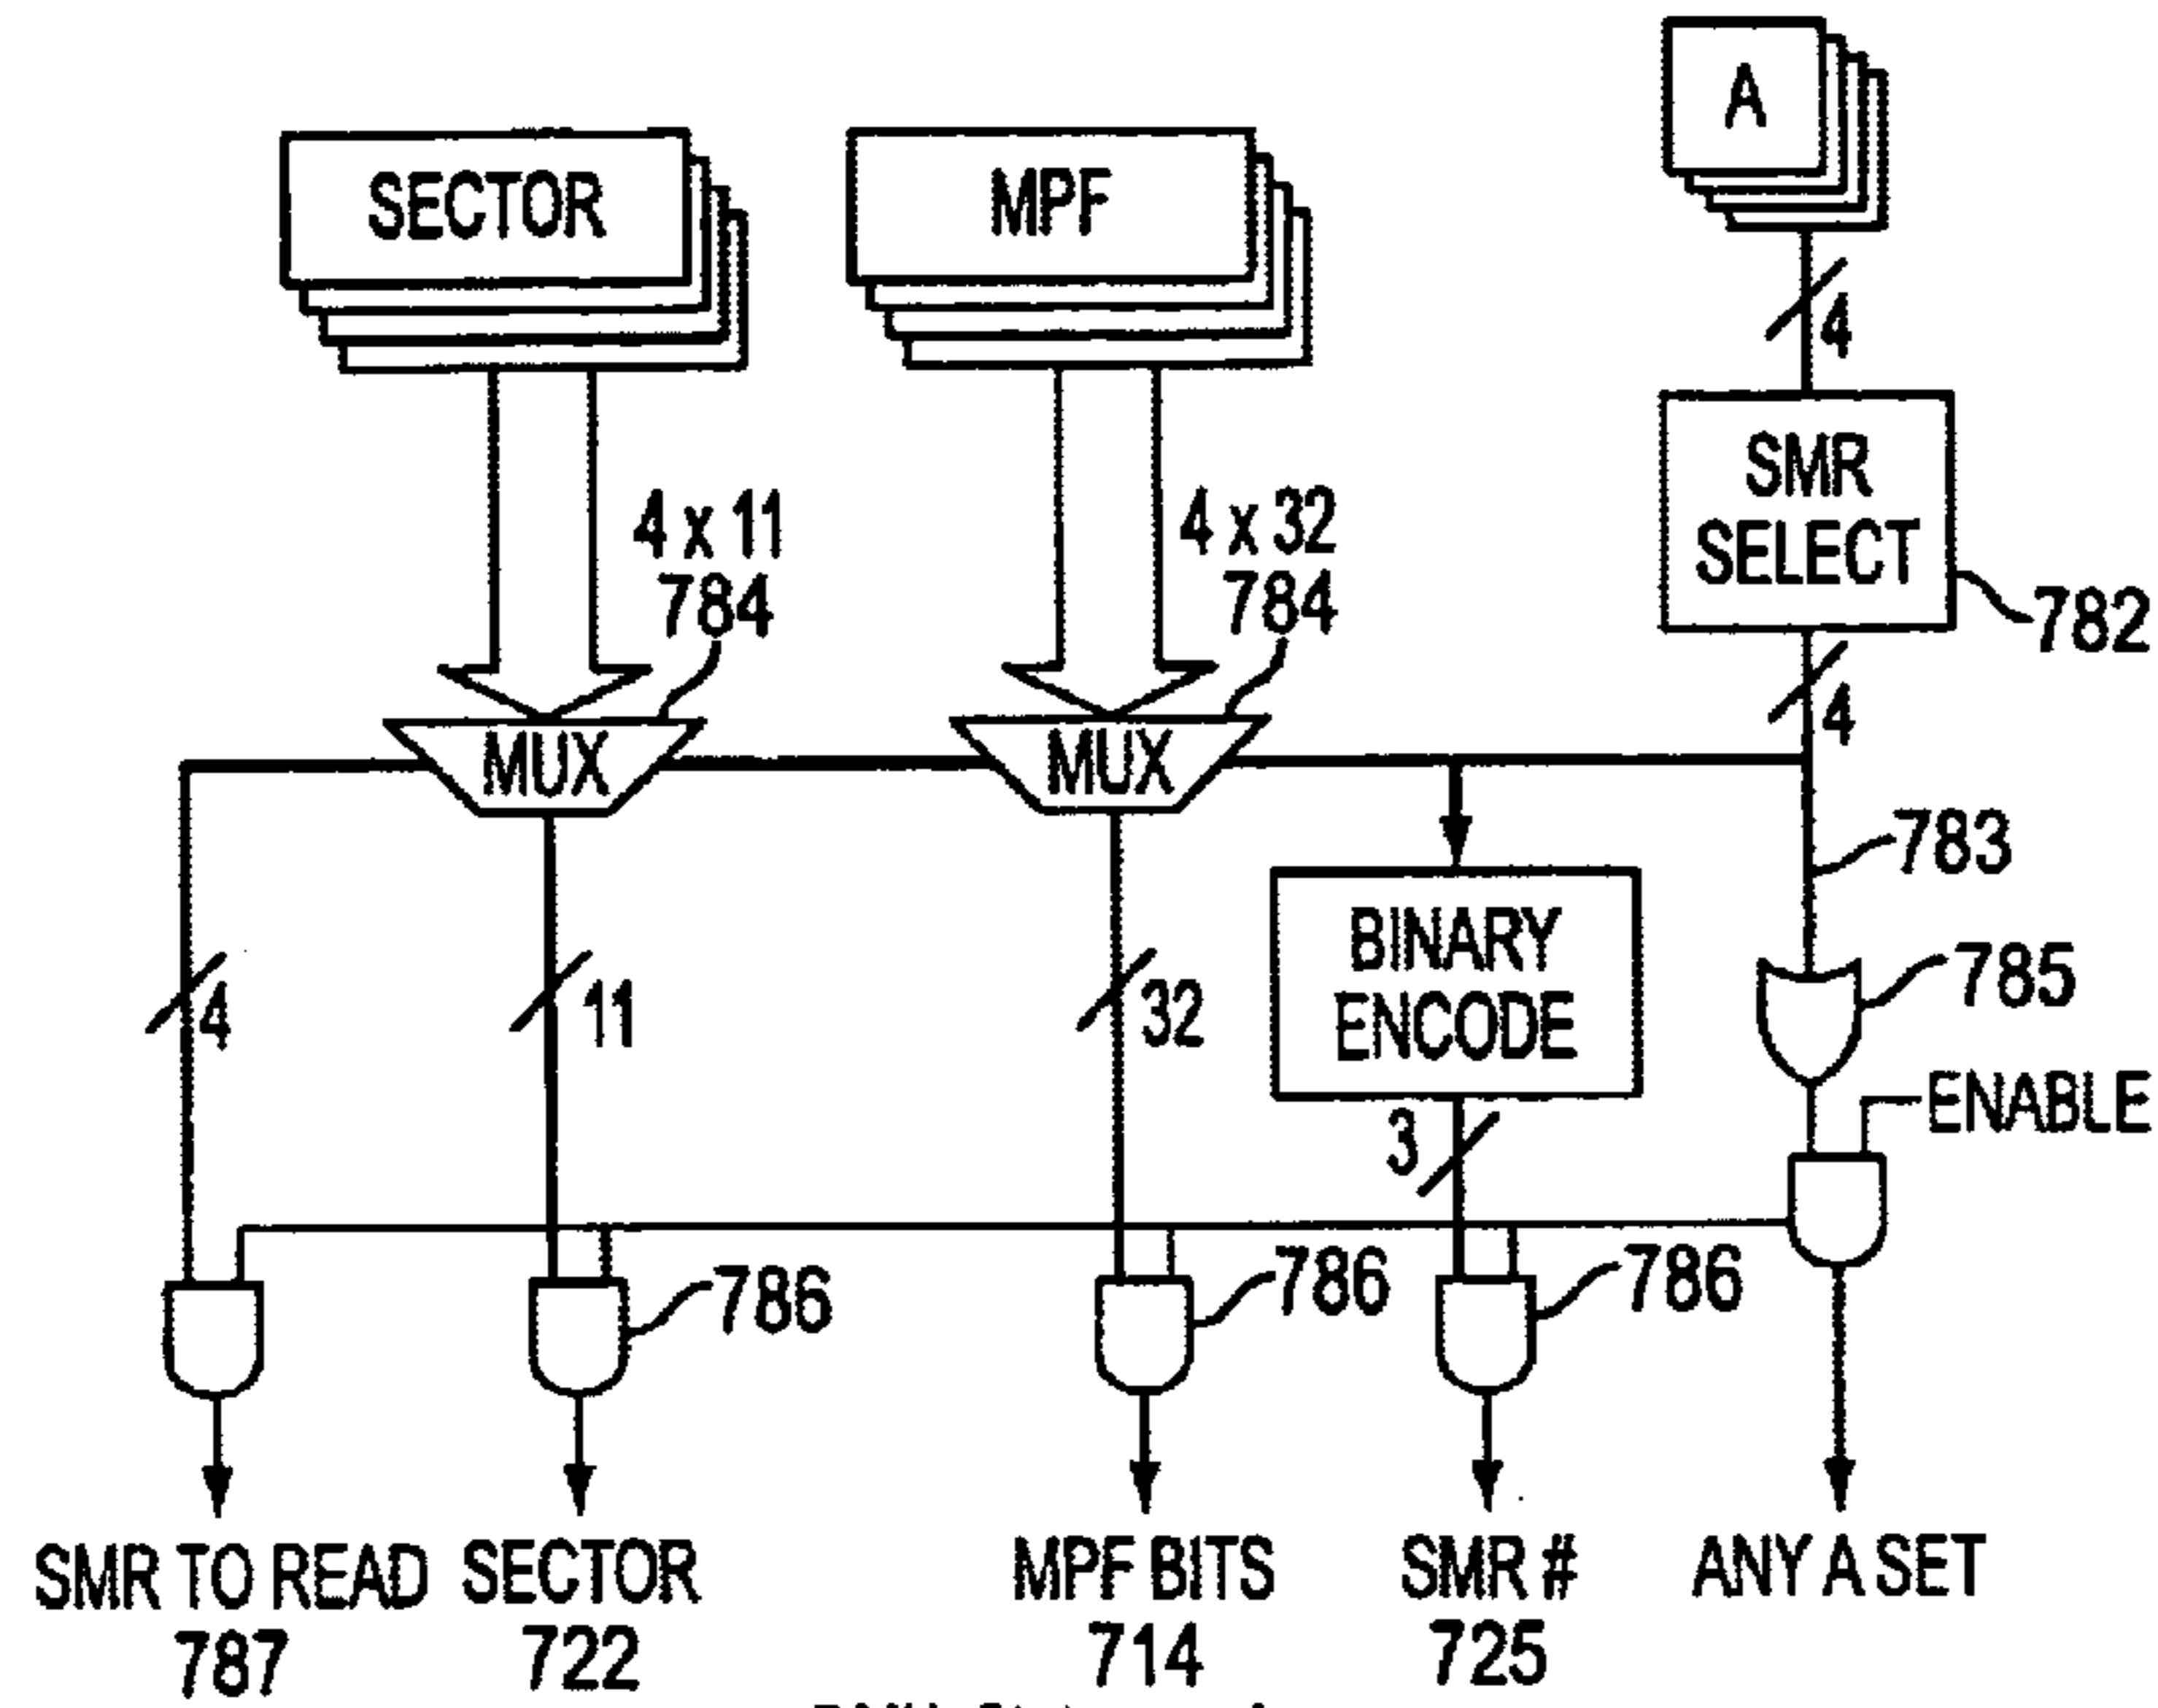 A
SECTOR
MPF
4
SMR
SELECT
782
4 x 11
784
4 x 32
784
4
MUX
MUX
783
BINARY
ENCODE
785
4
11
32
ENABLE
3
786
786
786
SMR TO READ
787
SECTOR
722
MPF BITS
714
SMR #
725
ANY A SET